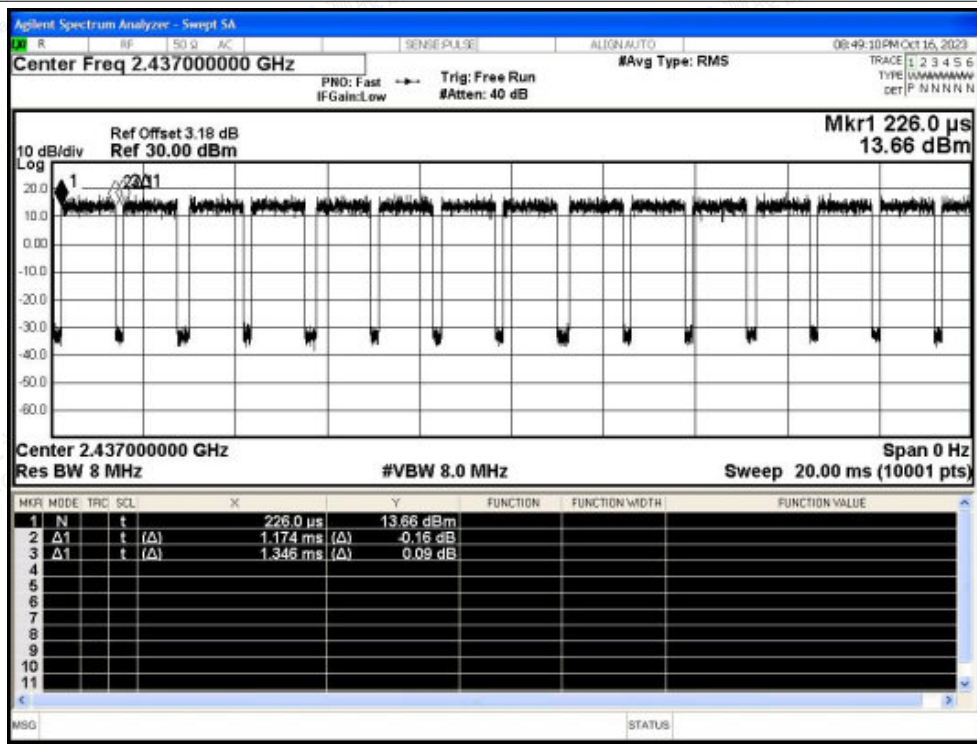 Agilent Spectrum Analyzer - Swept SA
R RF 50 Ω AC SENSE:PULSE ALIGN AUTO 08:49:10 PM Oct 16, 2023
Center Freq 2.437000000 GHz #Avg Type: RMS TRACE 1 2 3 4 5 6
PNO: Fast Trig: Free Run TYPE
IFGain:Low #Atten: 40 dB DET P N N N N N
Mkr1 226.0 µs
Ref Offset 3.18 dB
10 dB/div Ref 30.00 dBm 13.66 dBm
Log
1
20.0
10.0
0.00
-10.0
-20.0
-30.0
-40.0
-50.0
-60.0
Center 2.437000000 GHz Span 0 Hz
Res BW 8 MHz #VBW 8.0 MHz Sweep 20.00 ms (10001 pts)
MKR MODE TRC SCL X Y FUNCTION FUNCTION WIDTH FUNCTION VALUE
1 N t 226.0 µs 13.66 dBm
2 Δ1 t (Δ) 1.174 ms (Δ) -0.16 dB
3 Δ1 t (Δ) 1.346 ms (Δ) 0.09 dB
4
5
6
7
8
9
10
11
MSG STATUS